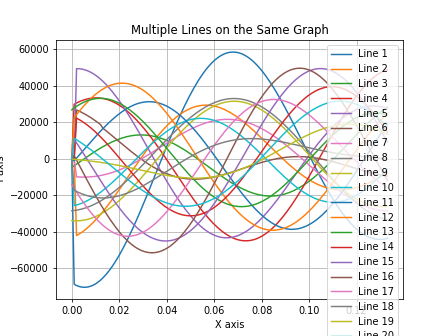 Multiple Lines on the Same Graph
60000
40000
20000
0
−20000
−40000
−60000
0.00
0.02
0.04
0.06
0.08
0.10
X axis
Line 1
Line 2
Line 3
Line 4
Line 5
Line 6
Line 7
Line 8
Line 9
Line 10
Line 11
Line 12
Line 13
Line 14
Line 15
Line 16
Line 17
Line 18
Line 19
Line 20